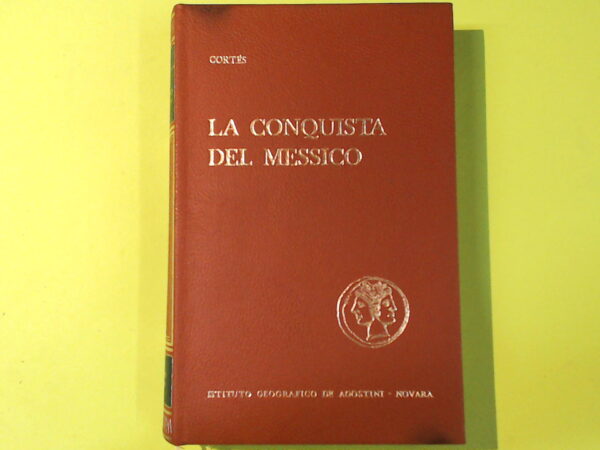 CORTÉS
LA CONQUISTA
DEL MESSICO
ISTITUTO GEOGRAFICO DE AGOSTINI - NOVARA